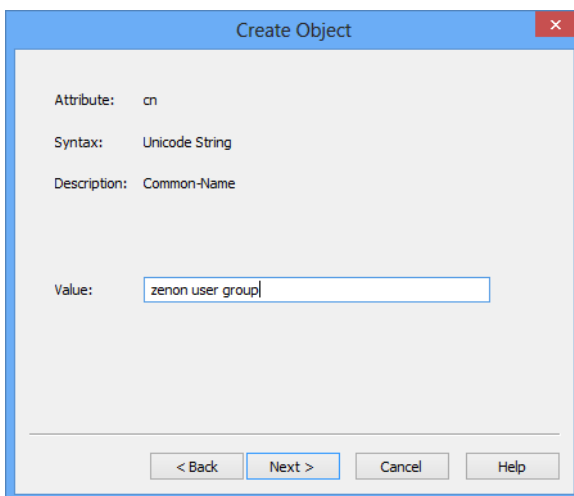 Create Object
Attribute: cn
Syntax: Unicode String
Description: Common-Name
Value: zenon user group
< Back Next > Cancel Help